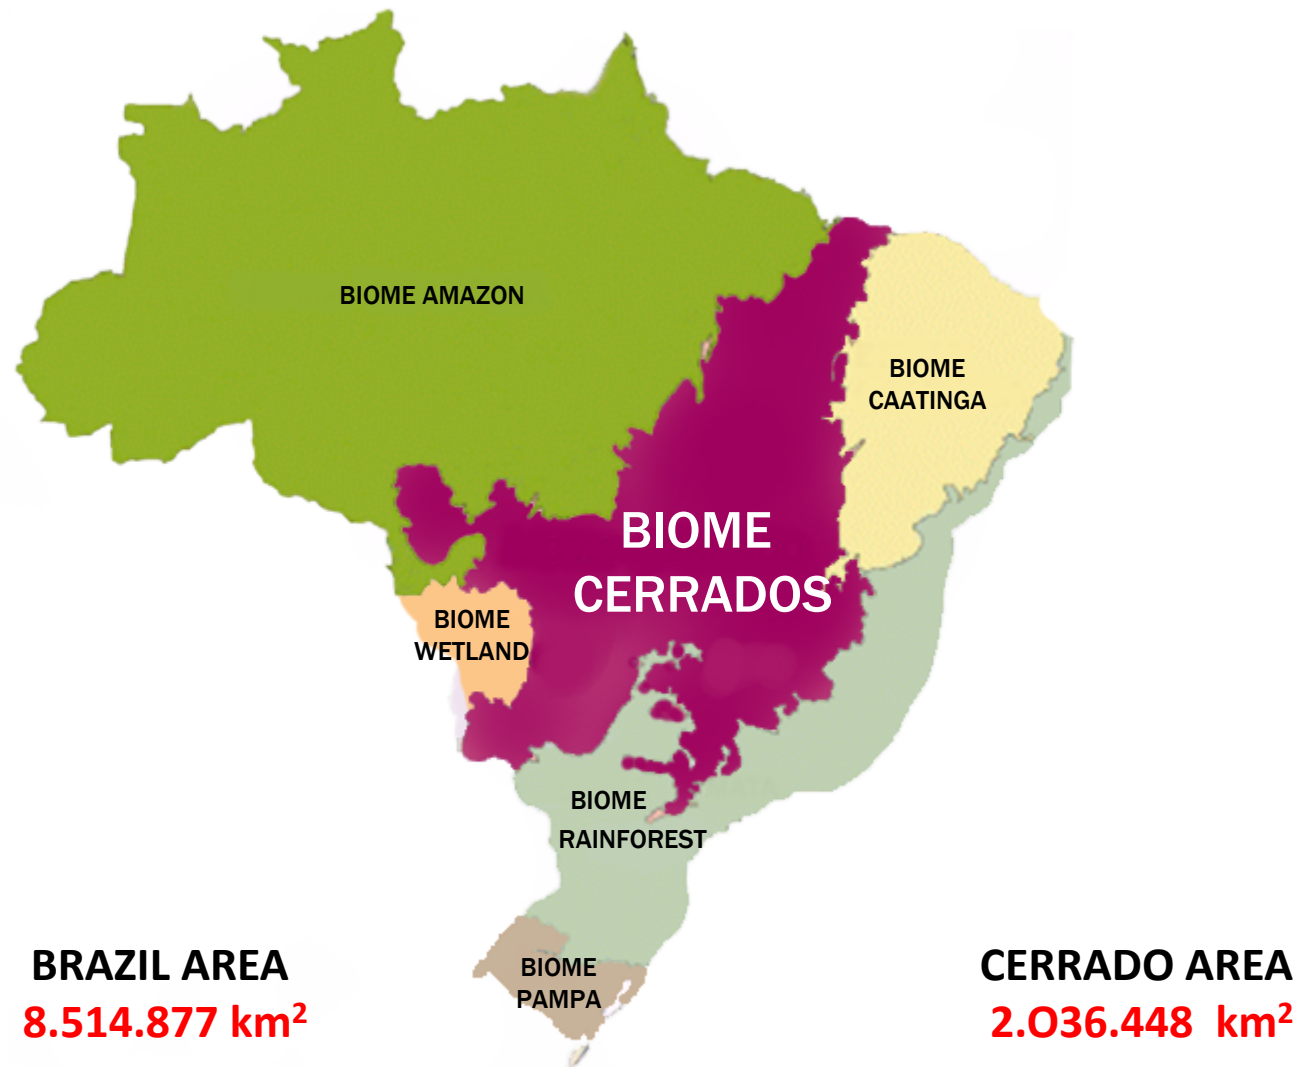 BIOME AMAZON
BIOME
CAATINGA
BIOME
CERRADOS
BIOME
WETLAND
BIOME
RAINFOREST
BIOME
PAMPA
BRAZIL AREA
8.514.877 km²
CERRADO AREA
2.O36.448 km²